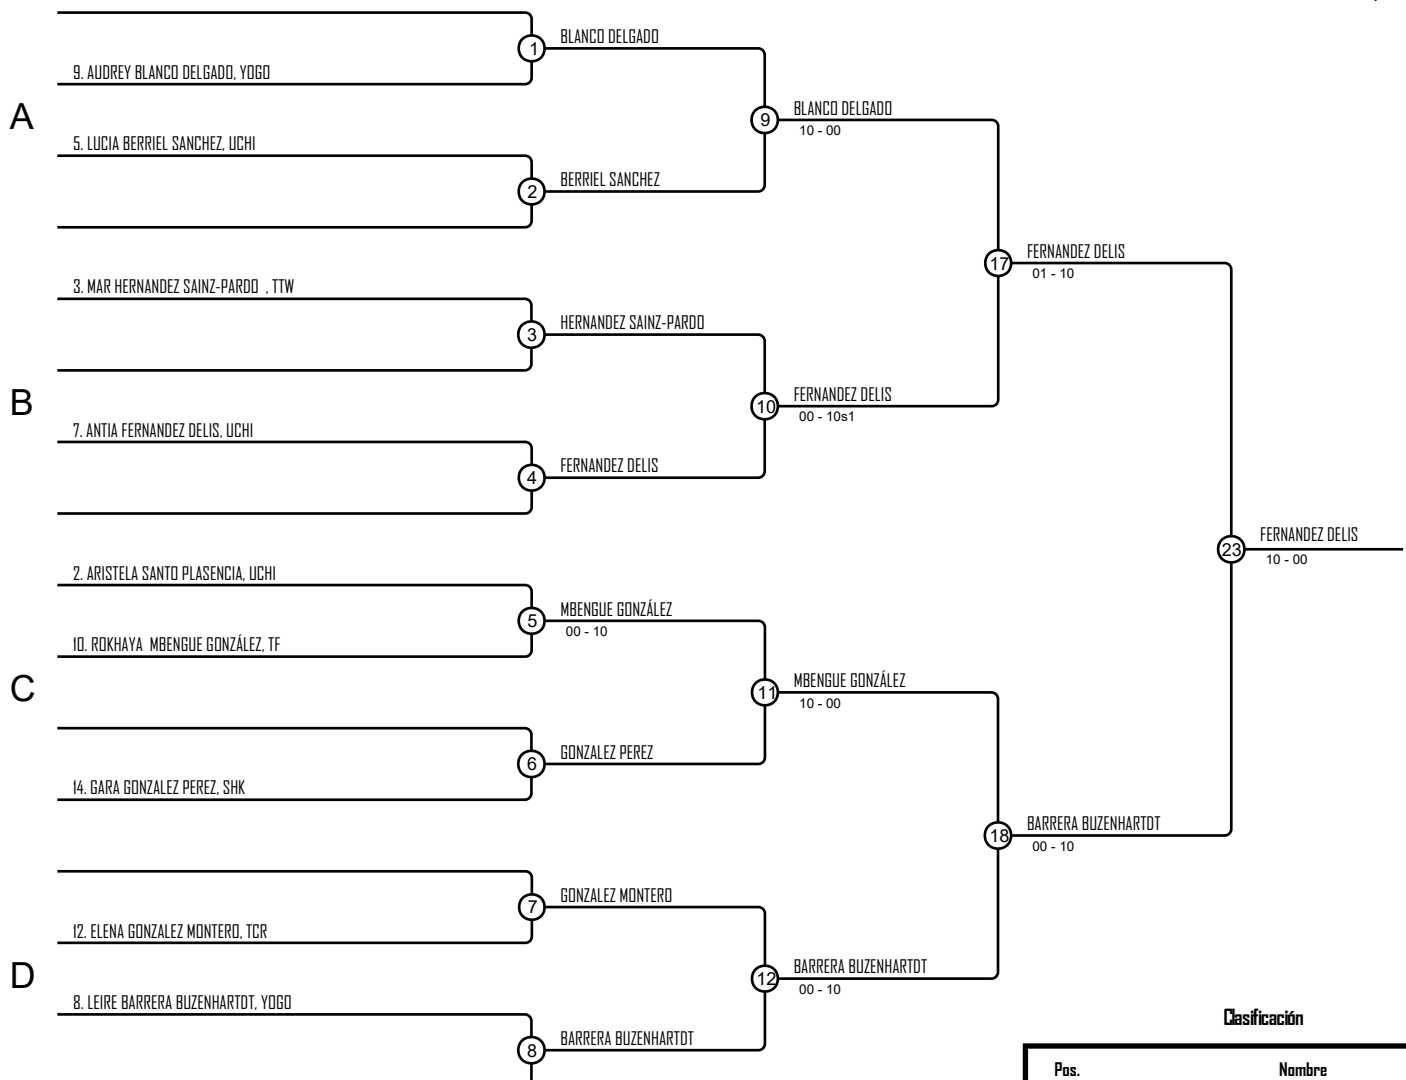 BLANCO DELGADO
1
9. AUDREY BLANCO DELGADO, YOGO
A
BLANCO DELGADO
9
10 - 00
5. LUCIA BERRIEL SANCHEZ, UCHI
BERRIEL SANCHEZ
2
FERNANDEZ DELIS
17
01 - 10
3. MAR HERNANDEZ SAINZ-PARDO , TTW
HERNANDEZ SAINZ-PARDO
3
B
FERNANDEZ DELIS
10
00 - 10s1
7. ANTIA FERNANDEZ DELIS, UCHI
FERNANDEZ DELIS
4
FERNANDEZ DELIS
23
10 - 00
2. ARISTELA SANTO PLASENCIA, UCHI
MBENGUE GONZÁLEZ
5
00 - 10
10. ROKHAYA MBENGUE GONZÁLEZ, TF
C
MBENGUE GONZÁLEZ
11
10 - 00
GONZALEZ PEREZ
6
14. GARA GONZALEZ PEREZ, SHK
BARRERA BUZENHARTDT
18
00 - 10
GONZALEZ MONTERO
7
12. ELENA GONZALEZ MONTERO, TCR
D
BARRERA BUZENHARTDT
12
00 - 10
8. LEIRE BARRERA BUZENHARTDT, YOGO
BARRERA BUZENHARTDT
8
Clasificación
Pos. Nombre